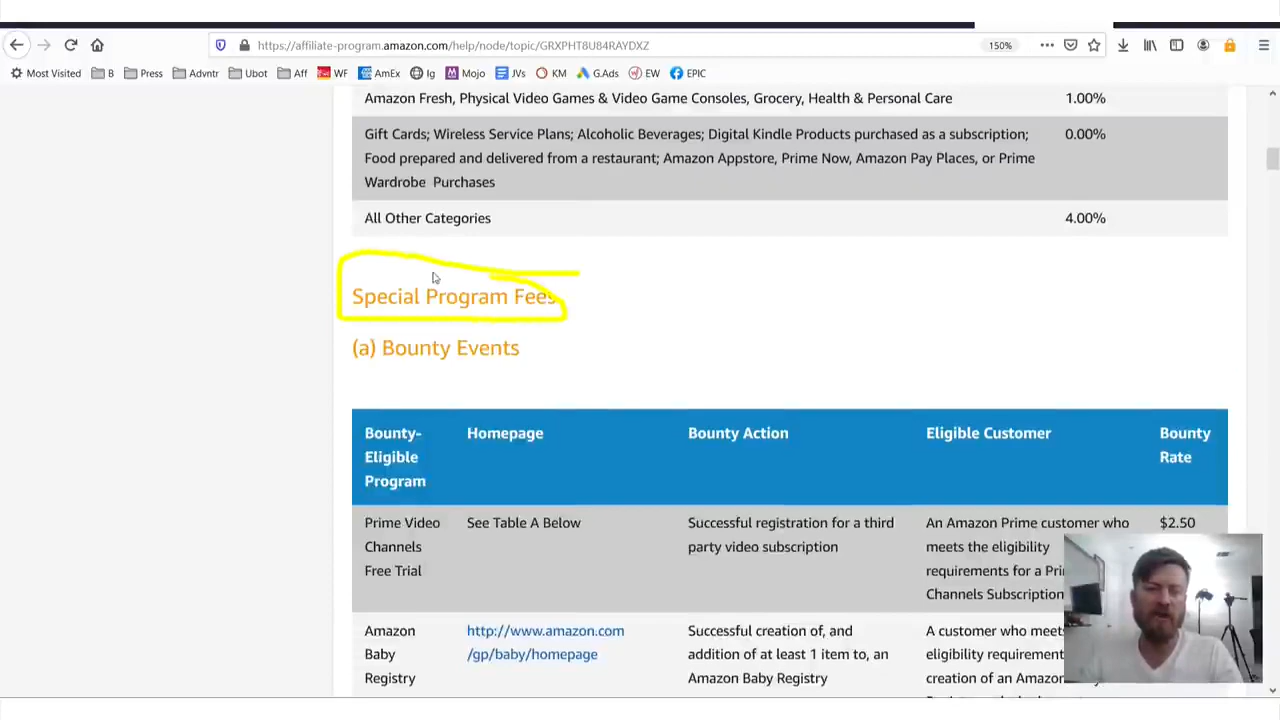 https://affiliate-program.amazon.com/help/node/topic/GRXPHT8U84RAYDXZ
150%
Most Visited B Press Advntr Ubot Aff WF AmEx Ig Mojo JVs KM G.Ads EW EPIC
Amazon Fresh, Physical Video Games & Video Game Consoles, Grocery, Health & Personal Care 1.00%
Gift Cards; Wireless Service Plans; Alcoholic Beverages; Digital Kindle Products purchased as a subscription; 0.00%
Food prepared and delivered from a restaurant; Amazon Appstore, Prime Now, Amazon Pay Places, or Prime
Wardrobe Purchases
All Other Categories 4.00%
Special Program Fees
(a) Bounty Events
Bounty- Homepage Bounty Action Eligible Customer Bounty
Eligible Rate
Program
Prime Video See Table A Below Successful registration for a third An Amazon Prime customer who $2.50
Channels party video subscription meets the eligibility
Free Trial requirements for a
Channels Subscription
Amazon http://www.amazon.com Successful creation of, and A customer who
Baby /gp/baby/homepage addition of at least 1 item to, an eligibility
Registry Amazon Baby Registry creation of an Amazon